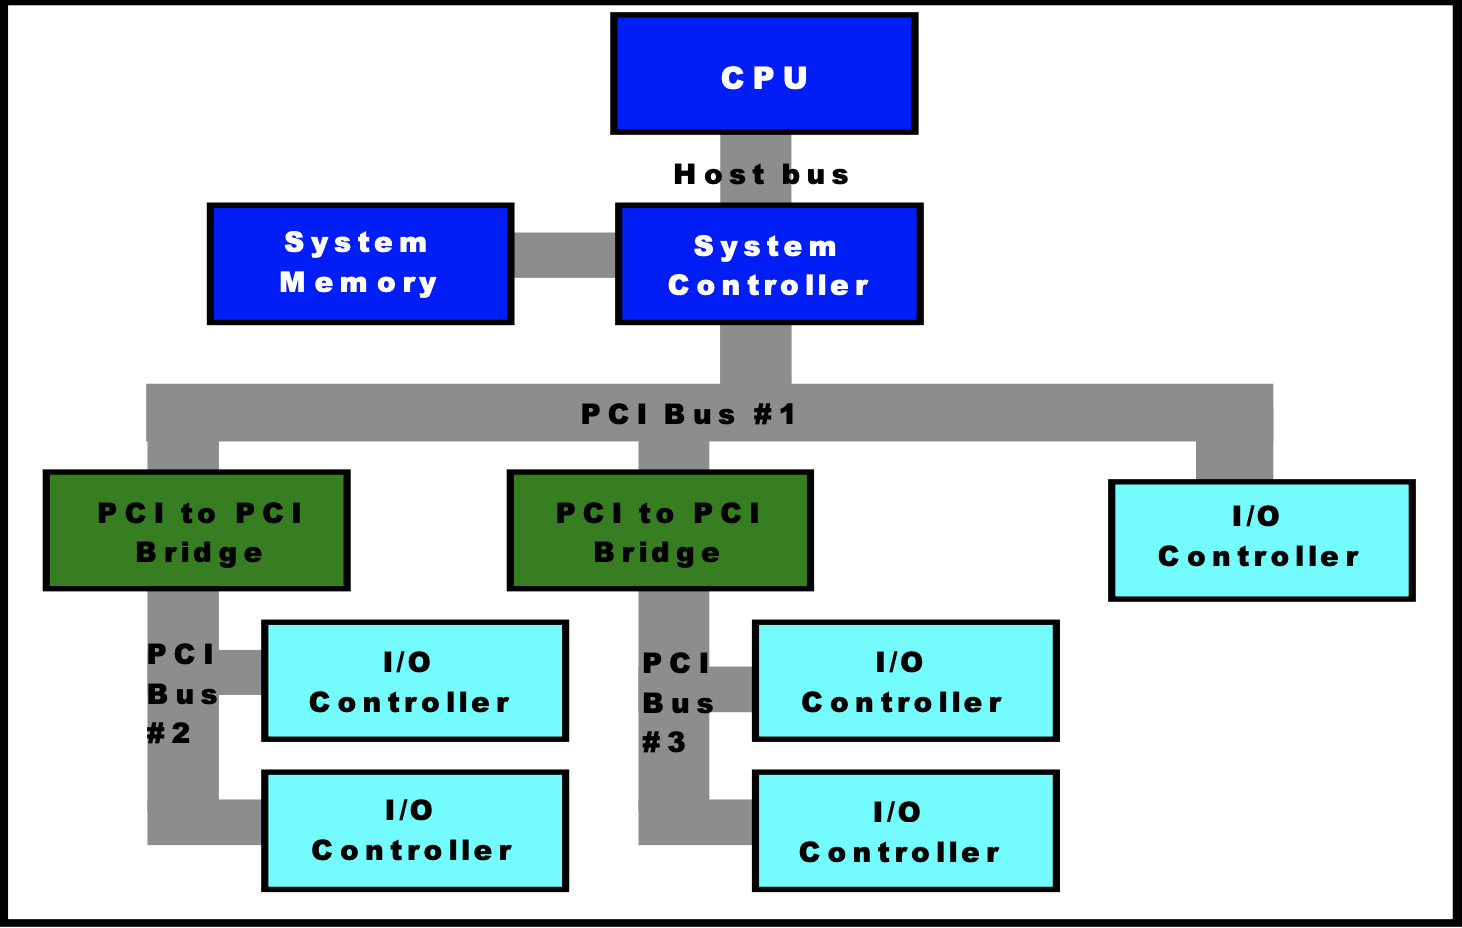 CPU
Host bus
System
Memory
System
Controller
PCI Bus #1
PCI to PCI
Bridge
PCI to PCI
Bridge
I/O
Controller
PCI
Bus
#2
I/O
Controller
I/O
Controller
PCI
Bus
#3
I/O
Controller
I/O
Controller